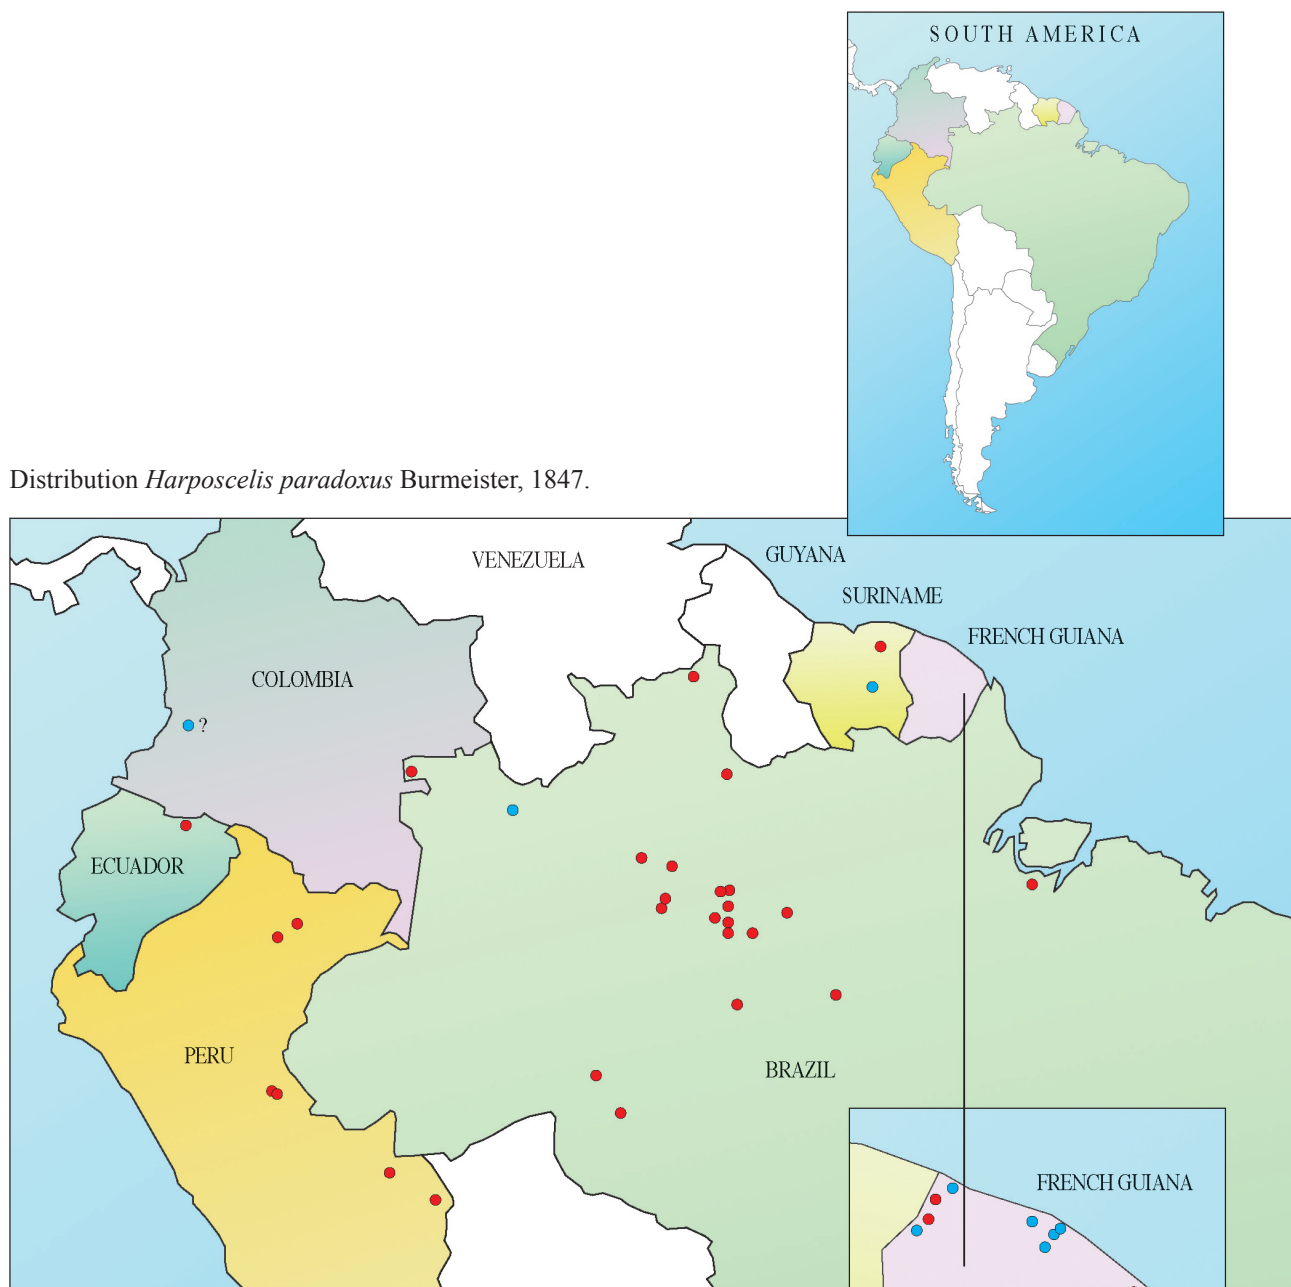 SOUTH AMERICA
Distribution Harposcelis paradoxus Burmeister, 1847.
VENEZUELA
GUYANA
SURINAME
FRENCH GUIANA
COLOMBIA
?
ECUADOR
PERU
BRAZIL
FRENCH GUIANA